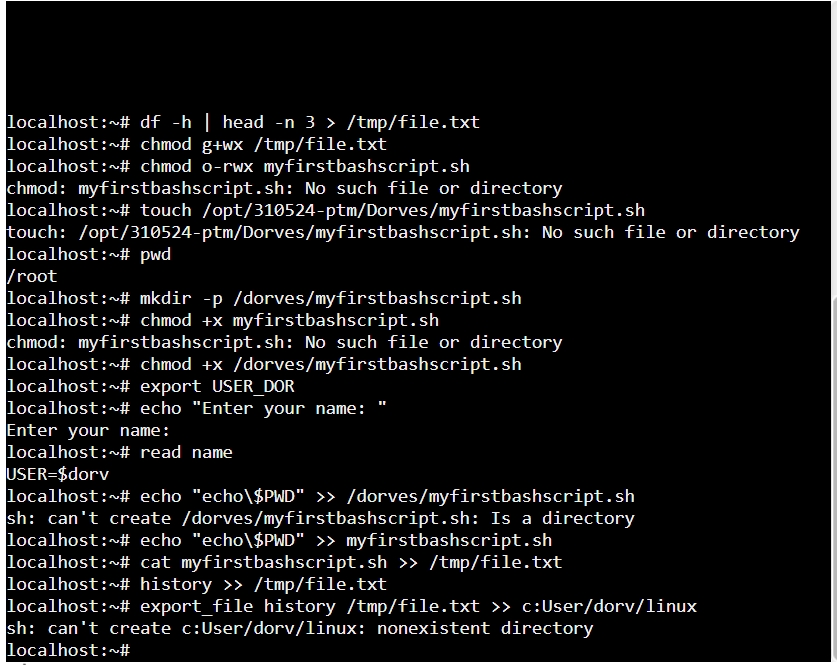 localhost:~# df -h | head -n 3 > /tmp/file.txt
localhost:~# chmod g+wx /tmp/file.txt
localhost:~# chmod o-rwx myfirstbashscript.sh
chmod: myfirstbashscript.sh: No such file or directory
localhost:~# touch /opt/310524-ptm/Dorves/myfirstbashscript.sh
touch: /opt/310524-ptm/Dorves/myfirstbashscript.sh: No such file or directory
localhost:~# pwd
/root
localhost:~# mkdir -p /dorves/myfirstbashscript.sh
localhost:~# chmod +x myfirstbashscript.sh
chmod: myfirstbashscript.sh: No such file or directory
localhost:~# chmod +x /dorves/myfirstbashscript.sh
localhost:~# export USER_DOR
localhost:~# echo "Enter your name: "
Enter your name:
localhost:~# read name
USER=$dorv
localhost:~# echo "echo\$PWD" >> /dorves/myfirstbashscript.sh
sh: can't create /dorves/myfirstbashscript.sh: Is a directory
localhost:~# echo "echo\$PWD" >> myfirstbashscript.sh
localhost:~# cat myfirstbashscript.sh >> /tmp/file.txt
localhost:~# history >> /tmp/file.txt
localhost:~# export_file history /tmp/file.txt >> c:User/dorv/linux
sh: can't create c:User/dorv/linux: nonexistent directory
localhost:~#